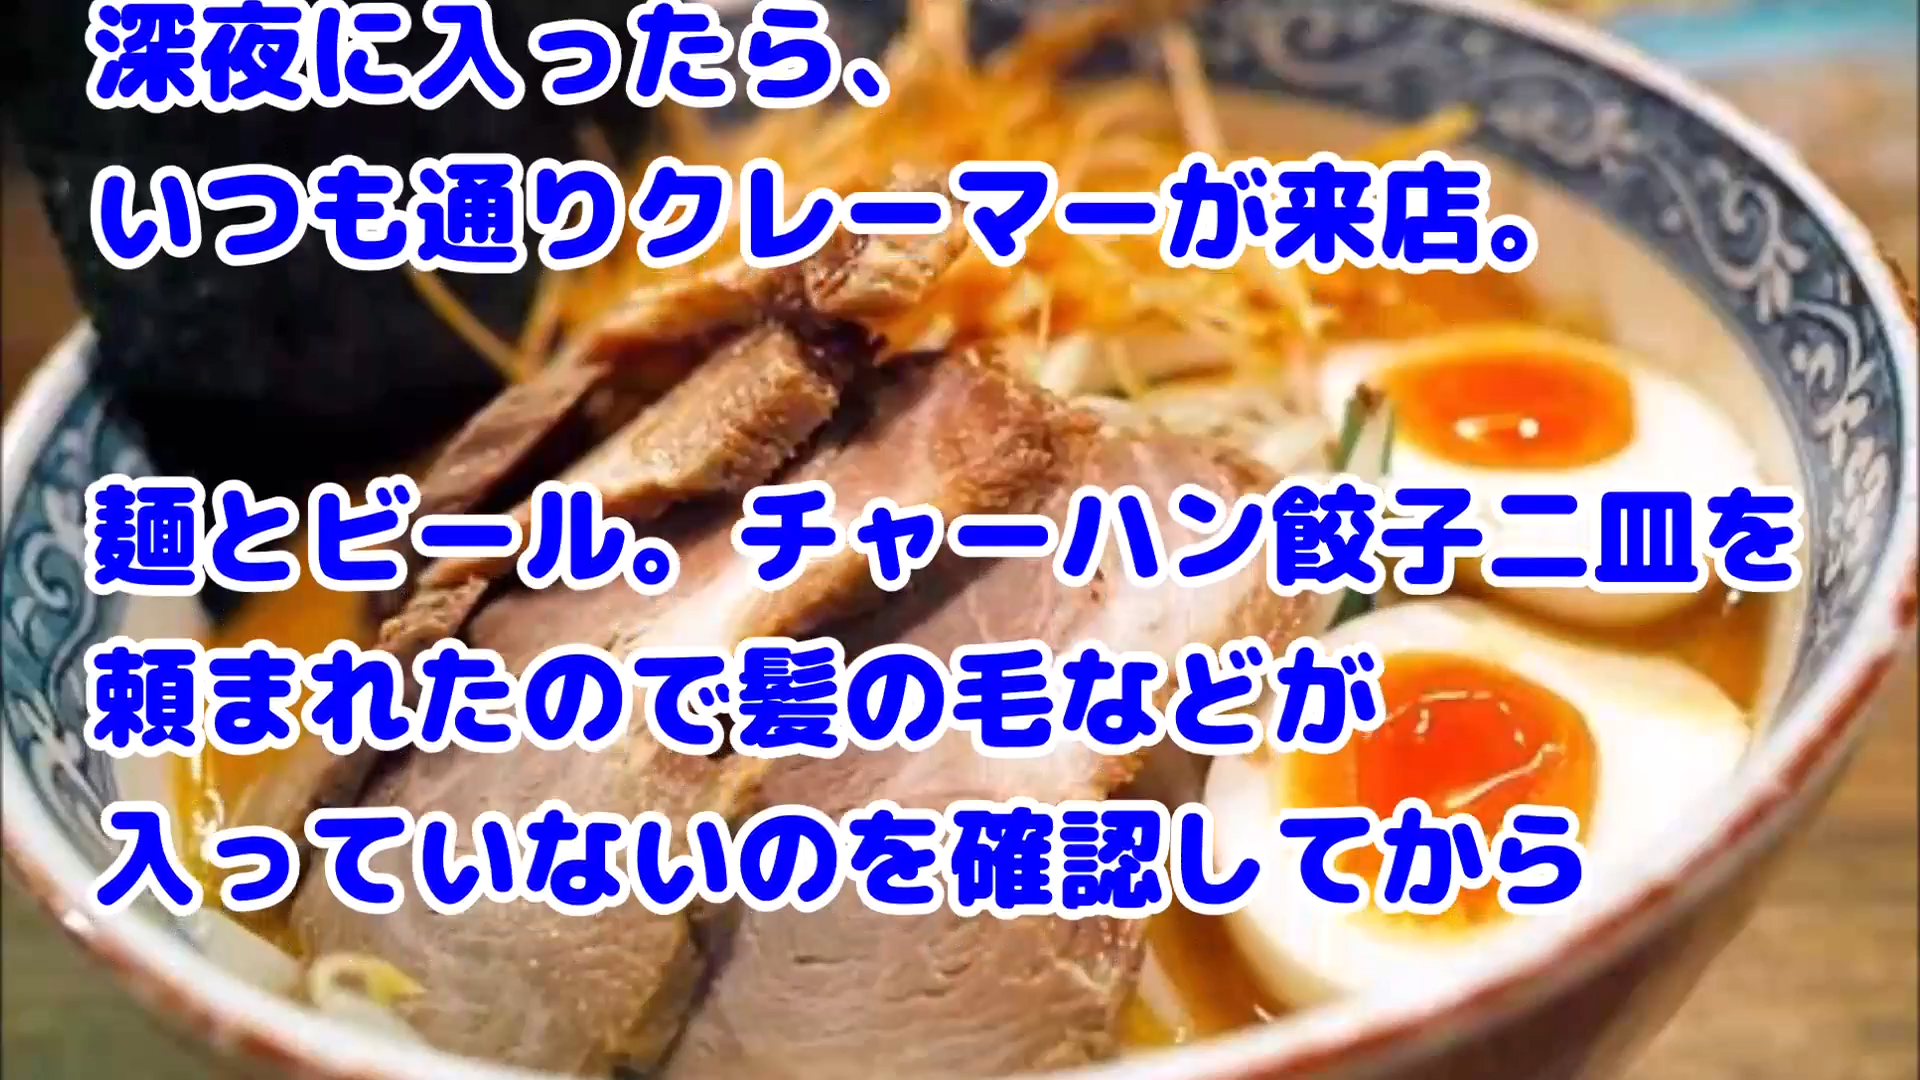 深夜に入ったら、
いつも通りクレーマーが来店。
麺とビール。チャーハン餃子二皿を
頼まれたので髪の毛などが
入っていないのを確認してから